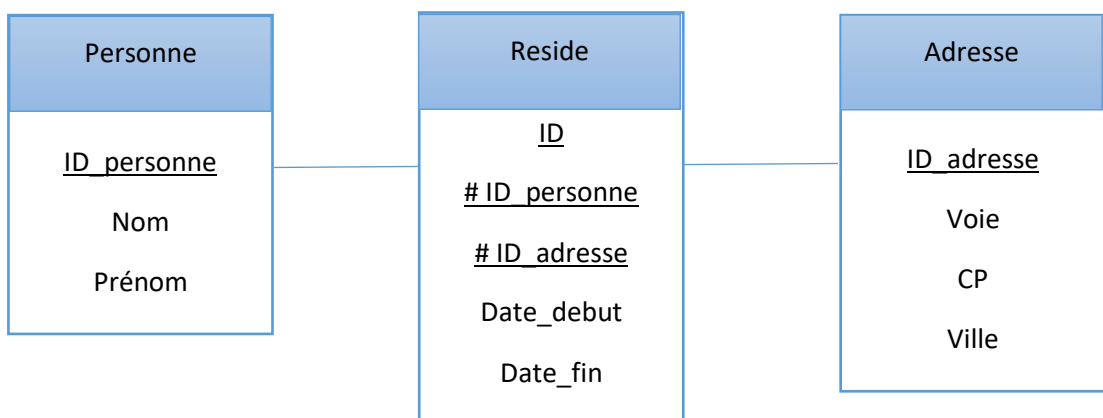 Personne
ID_personne
Nom
Prénom
Reside
ID
# ID_personne
# ID_adresse
Date_debut
Date_fin
Adresse
ID_adresse
Voie
CP
Ville